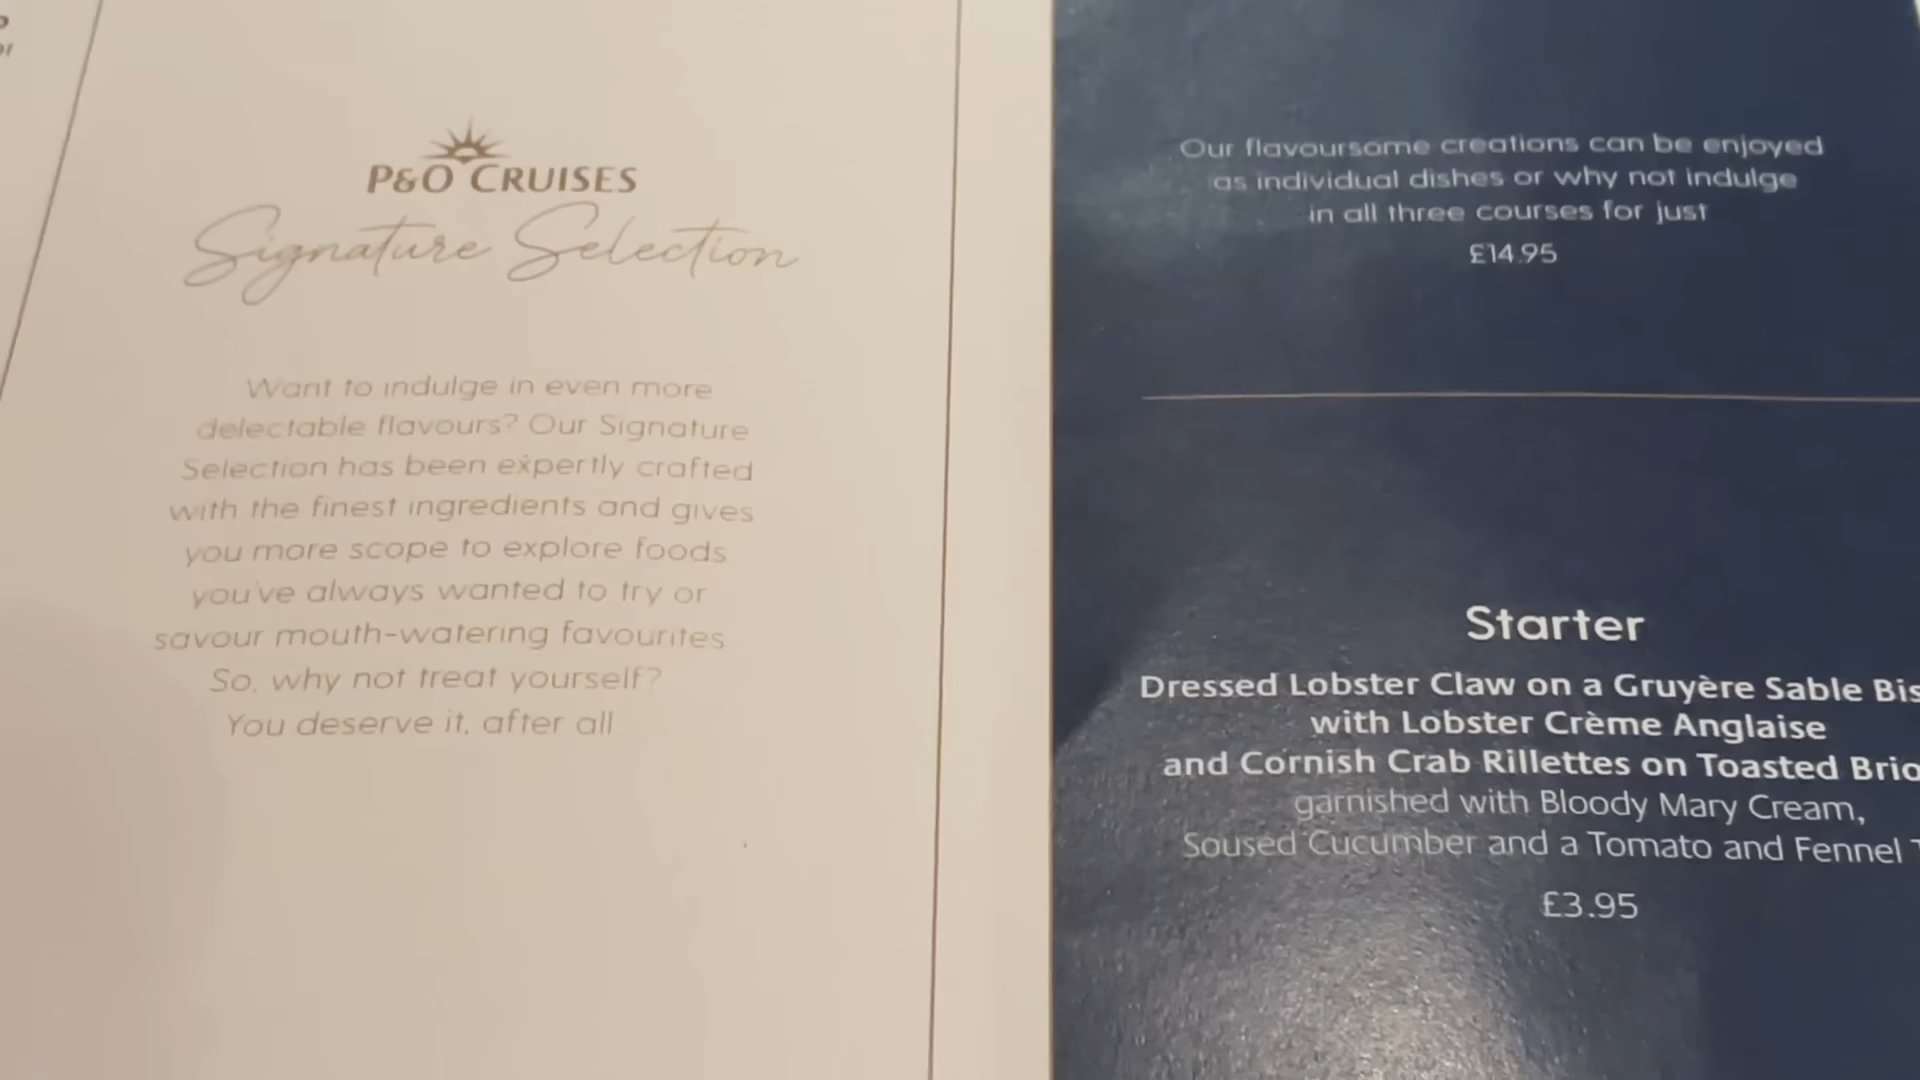 P&O CRUISES
Signature Selection
Want to indulge in even more
delectable flavours? Our Signature
Selection has been expertly crafted
with the finest ingredients and gives
you more scope to explore foods
you've always wanted to try or
savour mouth-watering favourites
So, why not treat yourself?
You deserve it, after all
Our flavoursome creations can be enjoyed
as individual dishes or why not indulge
in all three courses for just
£14.95
Starter
Dressed Lobster Claw on a Gruyère Sable
with Lobster Crème Anglaise
and Cornish Crab Rillettes on Toasted
garnished with Bloody Mary Cream,
Soused Cucumber and a Tomato and Fennel
£3.95